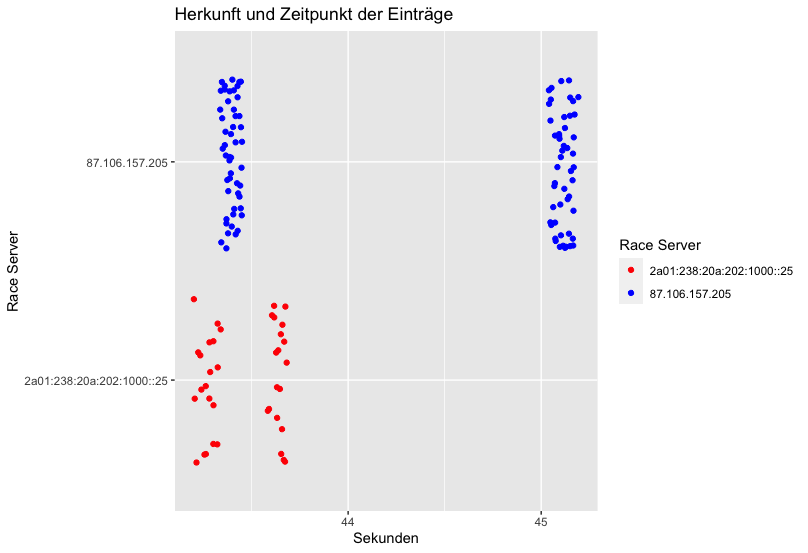 Herkunft und Zeitpunkt der Einträge
Race Server
87.106.157.205
2a01:238:20a:202:1000::25
44
45
Sekunden
Race Server
2a01:238:20a:202:1000::25
87.106.157.205